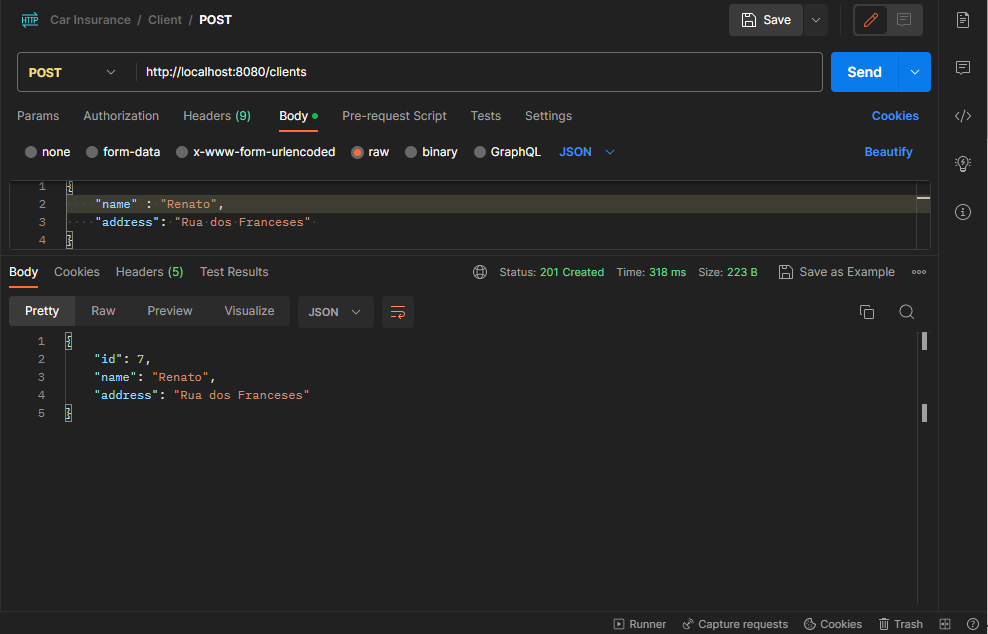 HTTP Car Insurance / Client / POST Save
POST http://localhost:8080/clients Send
Params Authorization Headers (9) Body Pre-request Script Tests Settings Cookies
none form-data x-www-form-urlencoded raw binary GraphQL JSON Beautify
1 {
2 "name" : "Renato",
3 "address": "Rua dos Franceses"
4 }
Body Cookies Headers (5) Test Results Status: 201 Created Time: 318 ms Size: 223 B Save as Example
Pretty Raw Preview Visualize JSON
1 {
2 "id": 7,
3 "name": "Renato",
4 "address": "Rua dos Franceses"
5 }
Runner Capture requests Cookies Trash